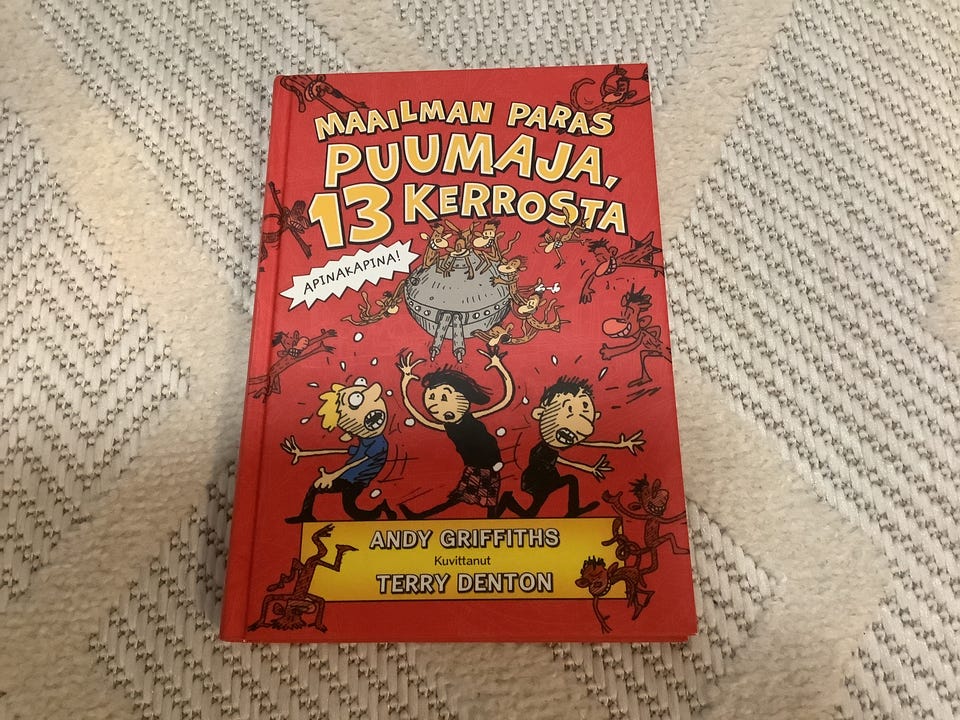 MAAILMAN PARAS
PUUMAJA,
13 KERROSTA
APINAKAPINA!
ANDY GRIFFITHS
Kuvittanut
TERRY DENTON